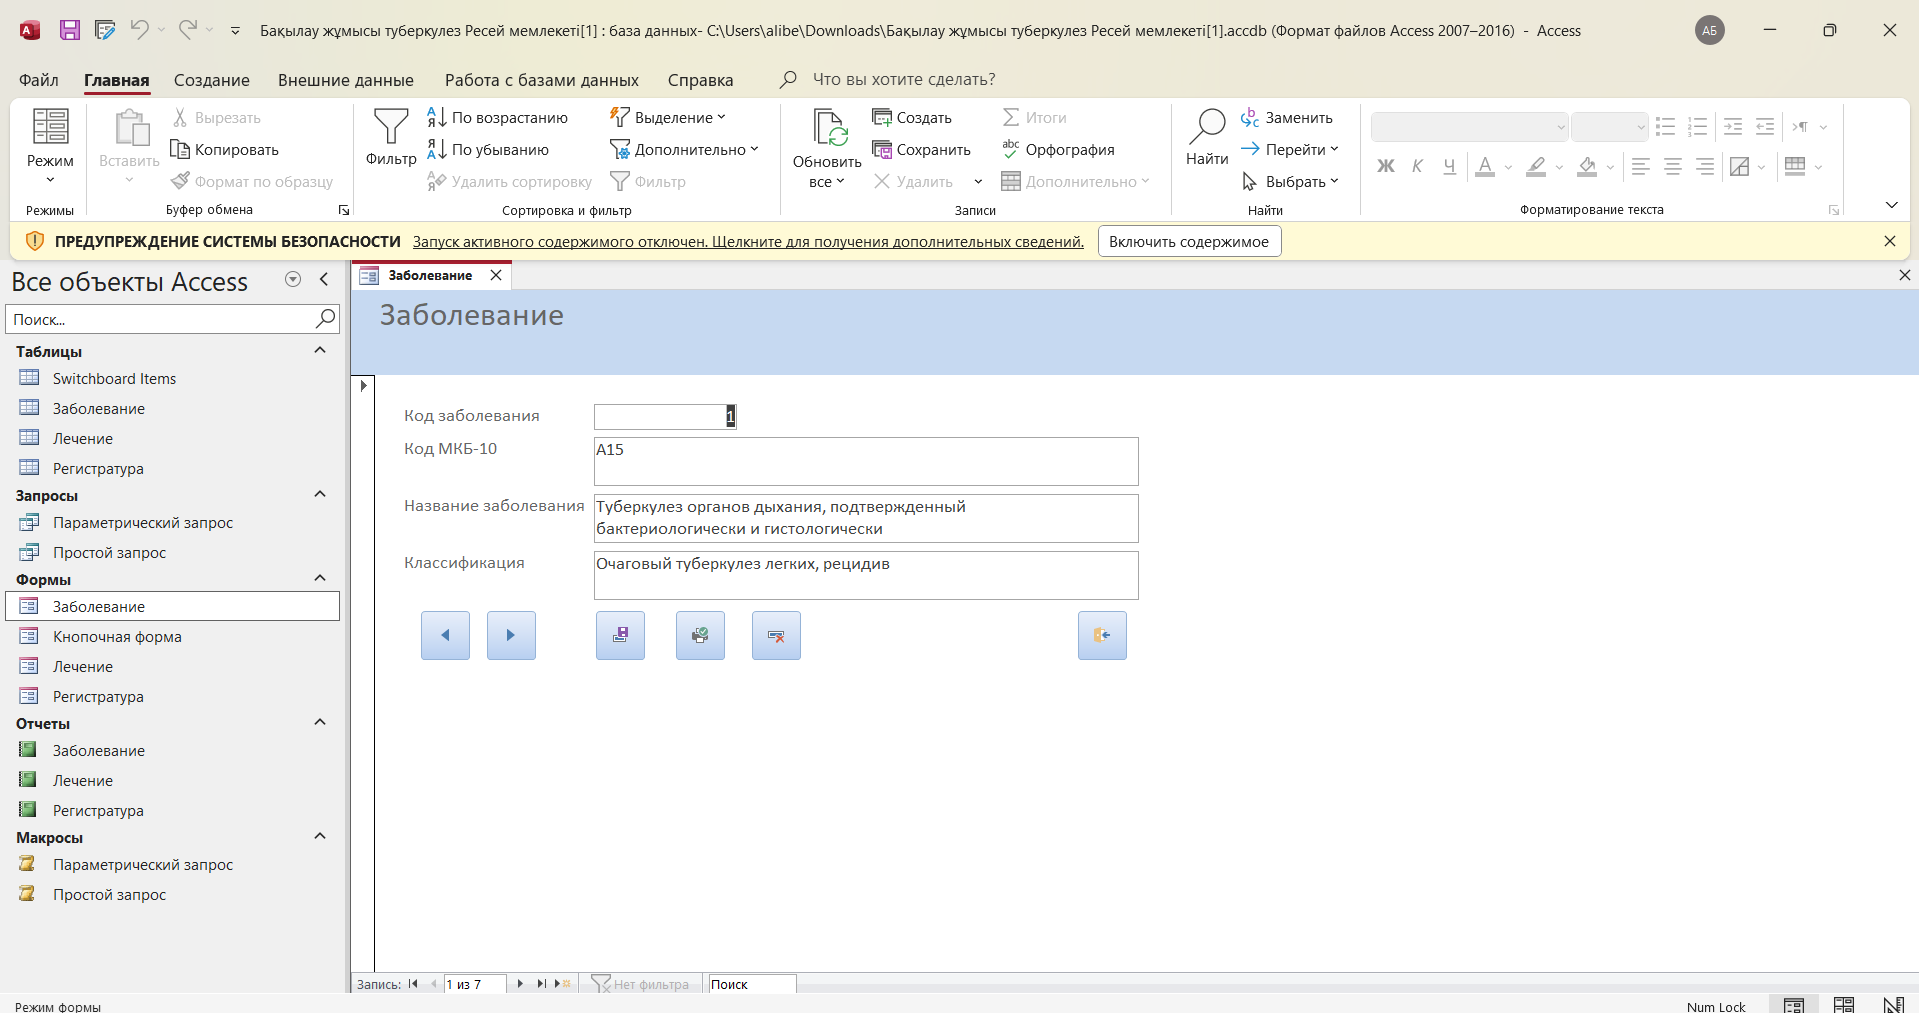 Бақылау жұмысы туберкулез Ресей мемлекеті[1] : база данных- C:\Users\alibe\Downloads\Бақылау жұмысы туберкулез Ресей мемлекеті[1].accdb (Формат файлов Access 2007–2016) - Access
АБ
Файл Главная Создание Внешние данные Работа с базами данных Справка Что вы хотите сделать?
Режим
Режимы
Вставить
Вырезать
Копировать
Формат по образцу
Буфер обмена
Фильтр
По возрастанию
По убыванию
Удалить сортировку
Выделение
Дополнительно
Фильтр
Сортировка и фильтр
Обновить
все
Создать
Сохранить
Удалить
Итоги
Орфография
Дополнительно
Записи
Найти
Заменить
Перейти
Выбрать
Найти
Ж К Ч
Форматирование текста
ПРЕДУПРЕЖДЕНИЕ СИСТЕМЫ БЕЗОПАСНОСТИ Запуск активного содержимого отключен. Щелкните для получения дополнительных сведений. Включить содержимое
Все объекты Access
Поиск...
Таблицы
Switchboard Items
Заболевание
Лечение
Регистратура
Запросы
Параметрический запрос
Простой запрос
Формы
Заболевание
Кнопочная форма
Лечение
Регистратура
Отчеты
Заболевание
Лечение
Регистратура
Макросы
Параметрический запрос
Простой запрос
Заболевание
Заболевание
Код заболевания 1
Код МКБ-10 A15
Название заболевания Туберкулез органов дыхания, подтвержденный
бактериологически и гистологически
Классификация Очаговый туберкулез легких, рецидив
Запись: 1 из 7 Нет фильтра Поиск
Режим формы Num Lock